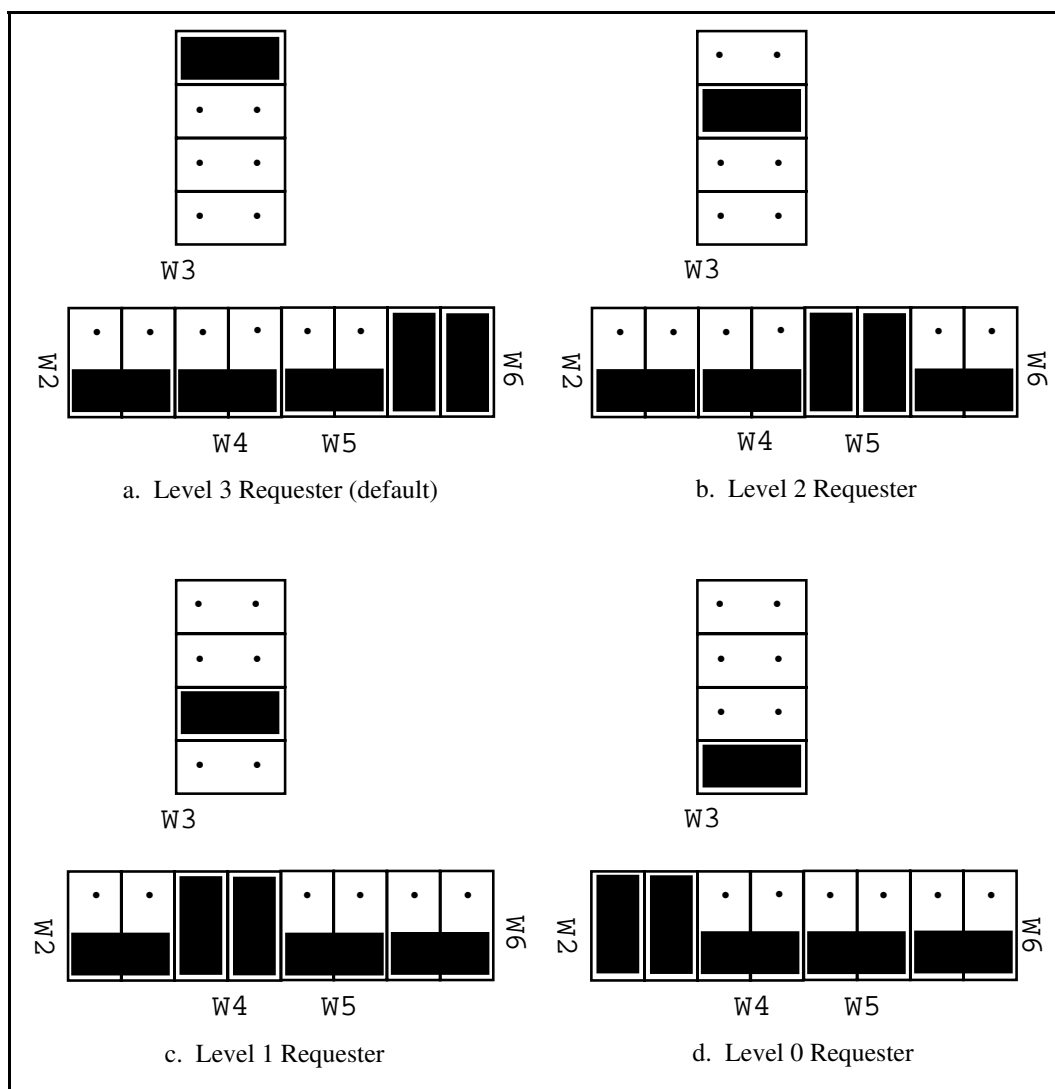 W3
W2
W6
W4 W5
a. Level 3 Requester (default)
W3
W2
W6
W4 W5
b. Level 2 Requester
W3
W2
W6
W4 W5
c. Level 1 Requester
W3
W2
W6
W4 W5
d. Level 0 Requester